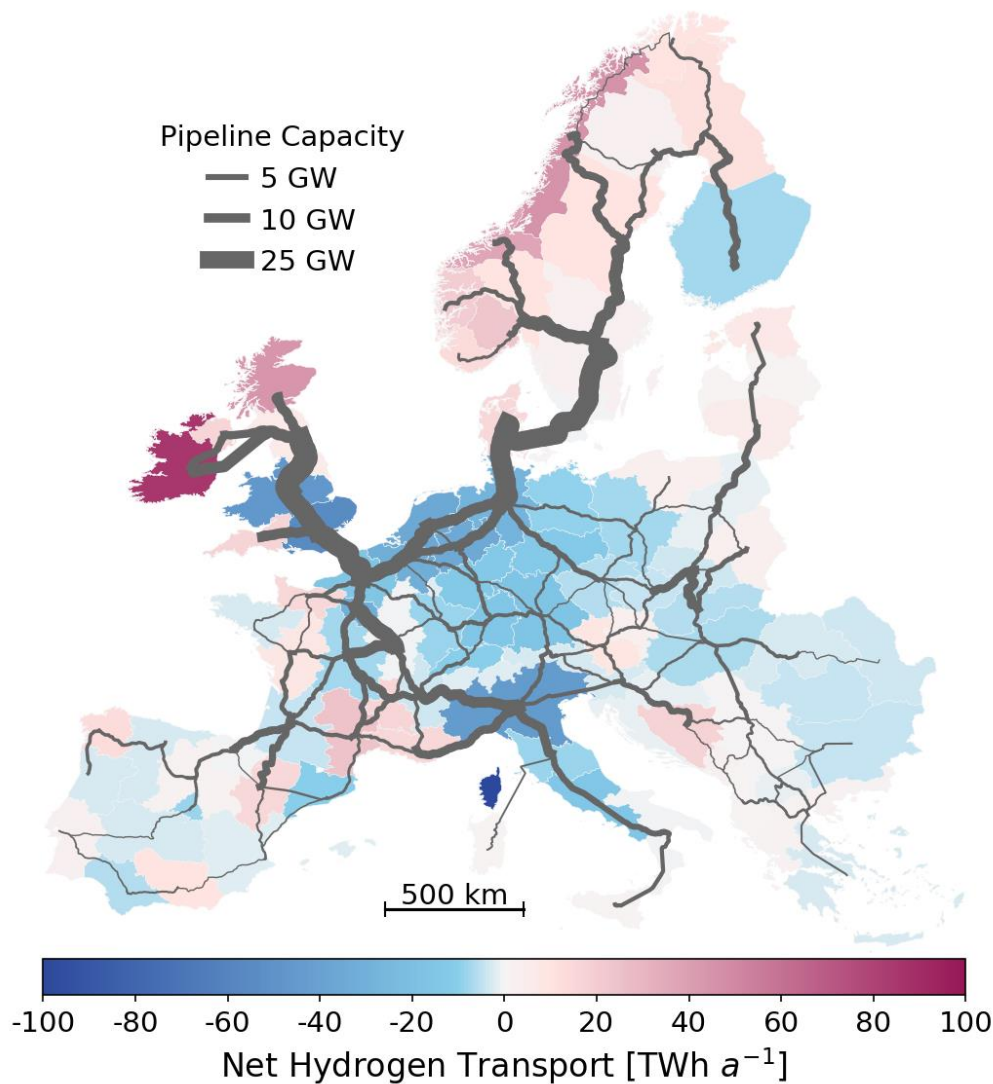 Pipeline Capacity
5 GW
10 GW
25 GW
500 km
-100 -80 -60 -40 -20 0 20 40 60 80 100
Net Hydrogen Transport [TWh a⁻¹]